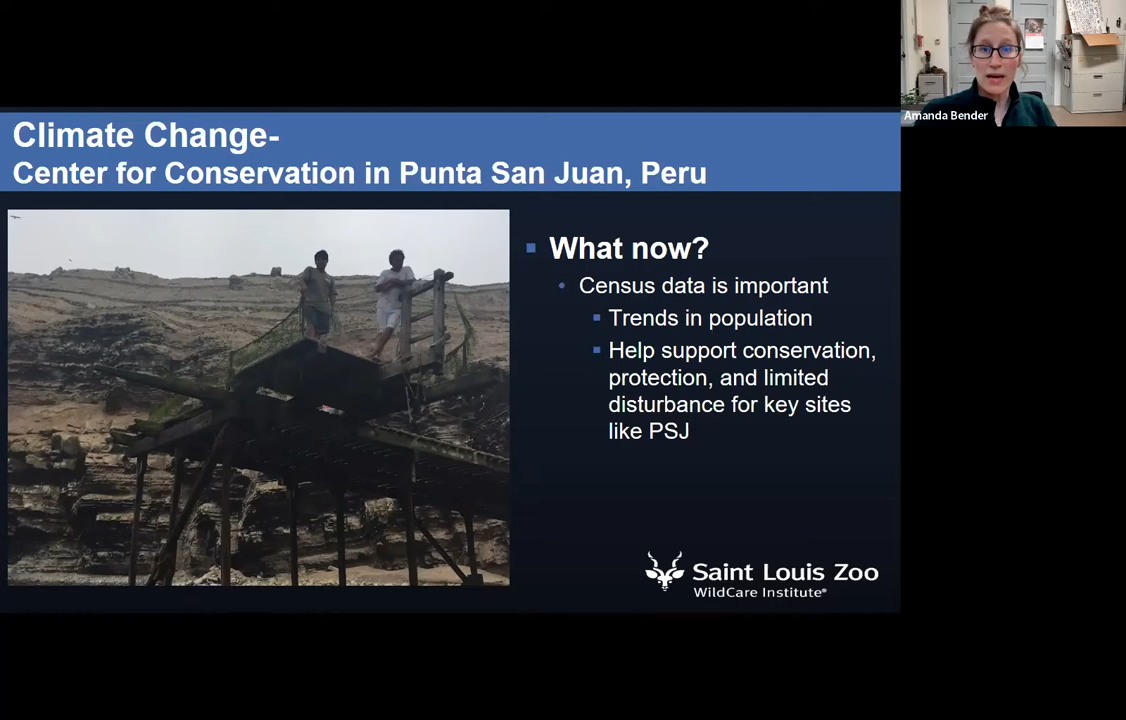 Amanda Bender
Climate Change-
Center for Conservation in Punta San Juan, Peru
What now?
Census data is important
Trends in population
Help support conservation,
protection, and limited
disturbance for key sites
like PSJ
Saint Louis Zoo
WildCare Institute®